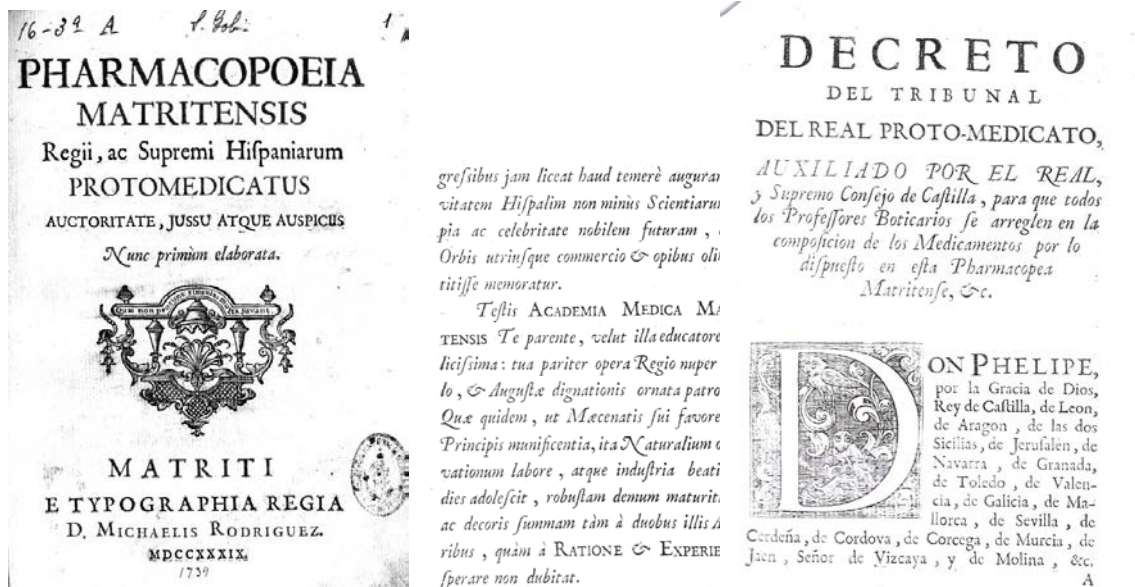 16-39 A
1
PHARMACOPOEIA
MATRITENSIS
Regii, ac Supremi Hiſpaniarum
PROTOMEDICATUS
AUCTORITATE, JUSSU ATQUE AUSPICIIS
Nunc primùm elaborata.
MATRITI
E TYPOGRAPHIA REGIA
D. MICHAELIS RODRIGUEZ.
MDCCXXXIX.
1739
greſsibus jam liceat haud temerè augurar
vitatem Hiſpalim non minùs Scientiaru
pia ac celebritate nobilem futuram ,
Orbis utriuſque commercio & opibus oli
titiſſe memoratur.
Teſtis ACADEMIA MEDICA MA
TENSIS Te parente, velut illa educatore
liciſsima: tua pariter opera Regio nuper
lo, & Auguſtæ dignationis ornata patro
Quæ quidem, ut Mæcenatis ſui favore
Principis munificentia, ita Naturalium o
vationum labore, atque induſtria beati
dies adoleſcit, robuſtam demum maturit
ac decoris ſummam tàm à duobus illis A
ribus, quàm à RATIONE & EXPERIE
ſperare non dubitat.
DECRETO
DEL TRIBUNAL
DEL REAL PROTO-MEDICATO,
AUXILIADO POR EL REAL,
y Supremo Conſejo de Caſtilla, para que todos
los Profeſſores Boticarios ſe arreglen en la
compoſicion de los Medicamentos por lo
diſpueſto en eſta Pharmacopea
Matritenſe, &c.
DON PHELIPE,
por la Gracia de Dios,
Rey de Caſtilla, de Leon,
de Aragon, de las dos
Sicilias, de Jeruſalén, de
Navarra, de Granada,
de Toledo, de Valen-
cia, de Galicia, de Ma-
llorca, de Sevilla, de
Cerdeña, de Cordova, de Corcega, de Murcia, de
Jaen, Señor de Vizcaya, y de Molina, &c.
A